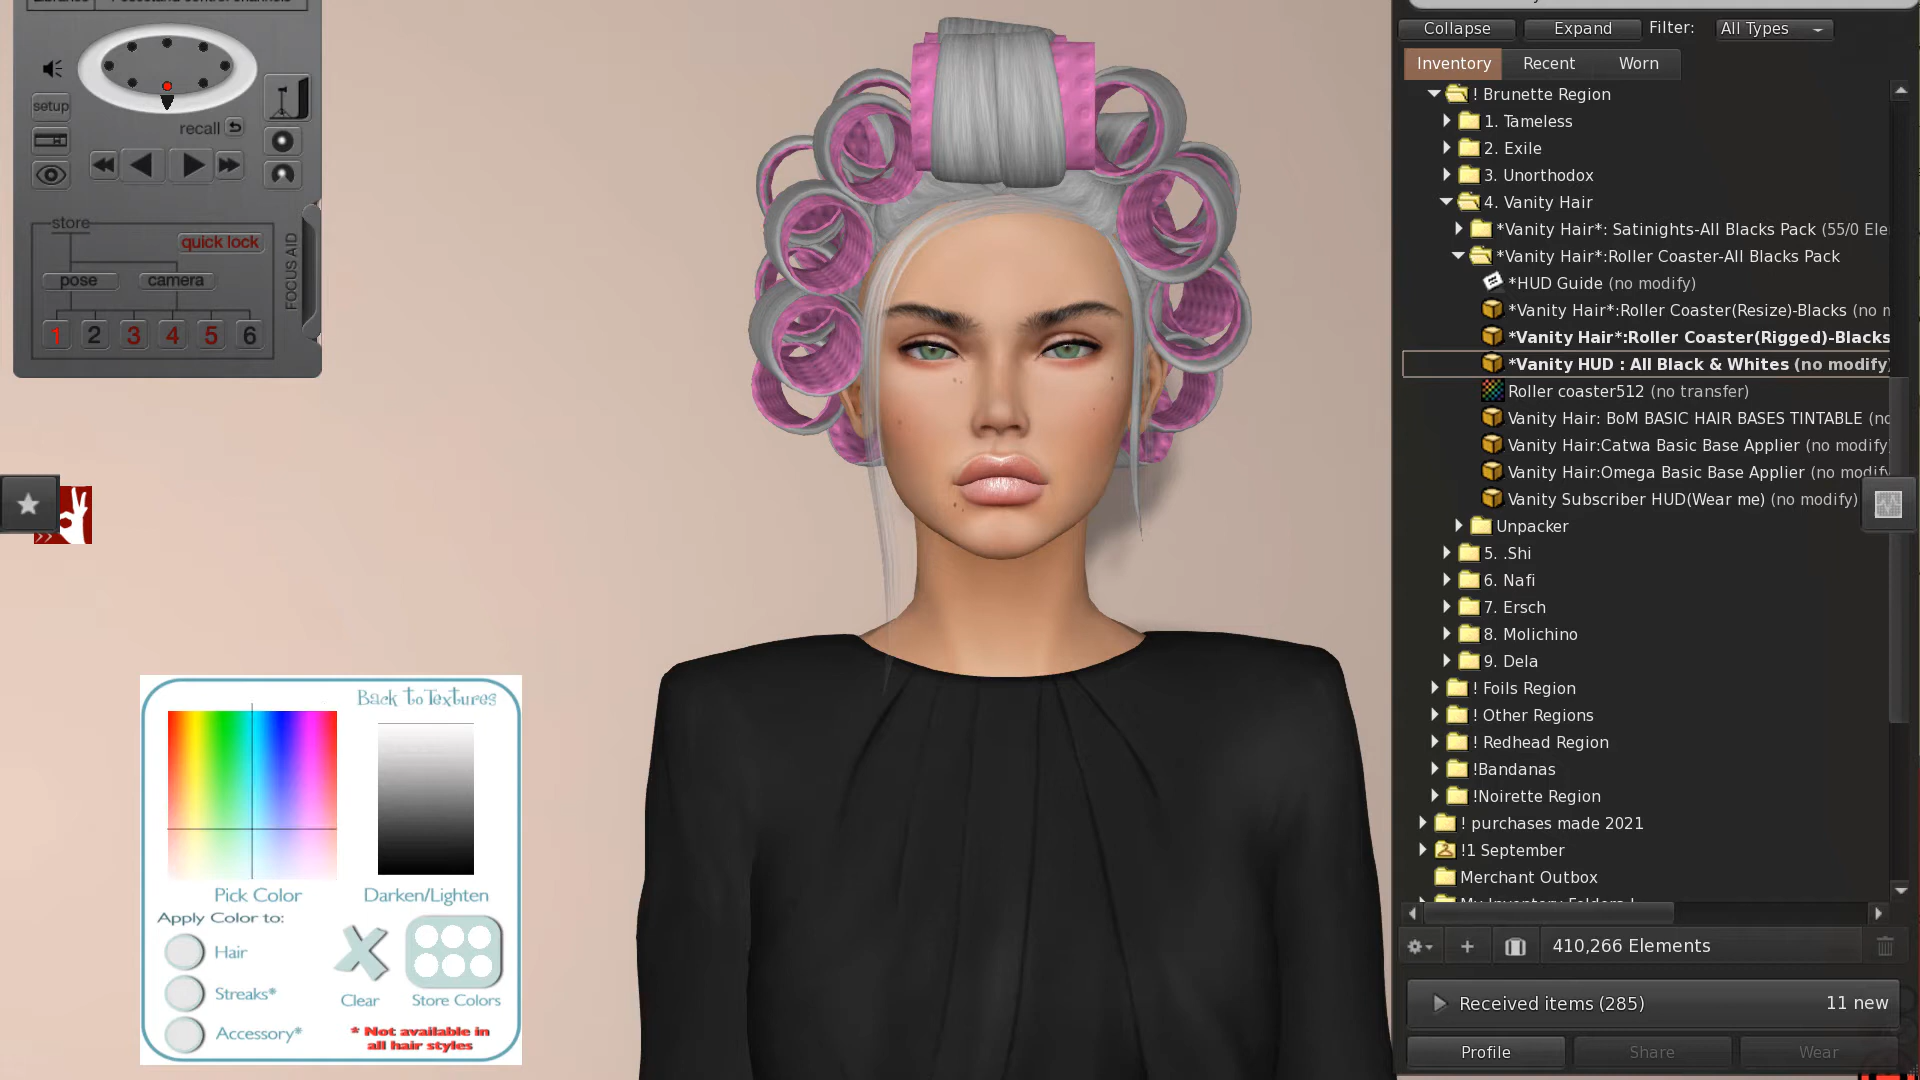 setup
recall
store
quick lock
pose
camera
1 2 3 4 5 6
FOCUS AID
Back to Textures
Pick Color
Darken/Lighten
Apply Color to:
Hair
Streaks*
Accessory*
Clear
Store Colors
* Not available in
all hair styles
Collapse
Expand
Filter:
All Types
Inventory
Recent
Worn
! Brunette Region
1. Tameless
2. Exile
3. Unorthodox
4. Vanity Hair
*Vanity Hair*: Satinights-All Blacks Pack (55/0 Ele
*Vanity Hair*:Roller Coaster-All Blacks Pack
*HUD Guide (no modify)
*Vanity Hair*:Roller Coaster(Resize)-Blacks (no
*Vanity Hair*:Roller Coaster(Rigged)-Blacks
*Vanity HUD : All Black & Whites (no modify)
Roller coaster512 (no transfer)
Vanity Hair: BoM BASIC HAIR BASES TINTABLE (no
Vanity Hair:Catwa Basic Base Applier (no modify
Vanity Hair:Omega Basic Base Applier (no modify
Vanity Subscriber HUD(Wear me) (no modify)
Unpacker
5. .Shi
6. Nafi
7. Ersch
8. Molichino
9. Dela
! Foils Region
! Other Regions
! Redhead Region
!Bandanas
!Noirette Region
! purchases made 2021
!1 September
Merchant Outbox
410,266 Elements
Received items (285)
11 new
Profile
Share
Wear